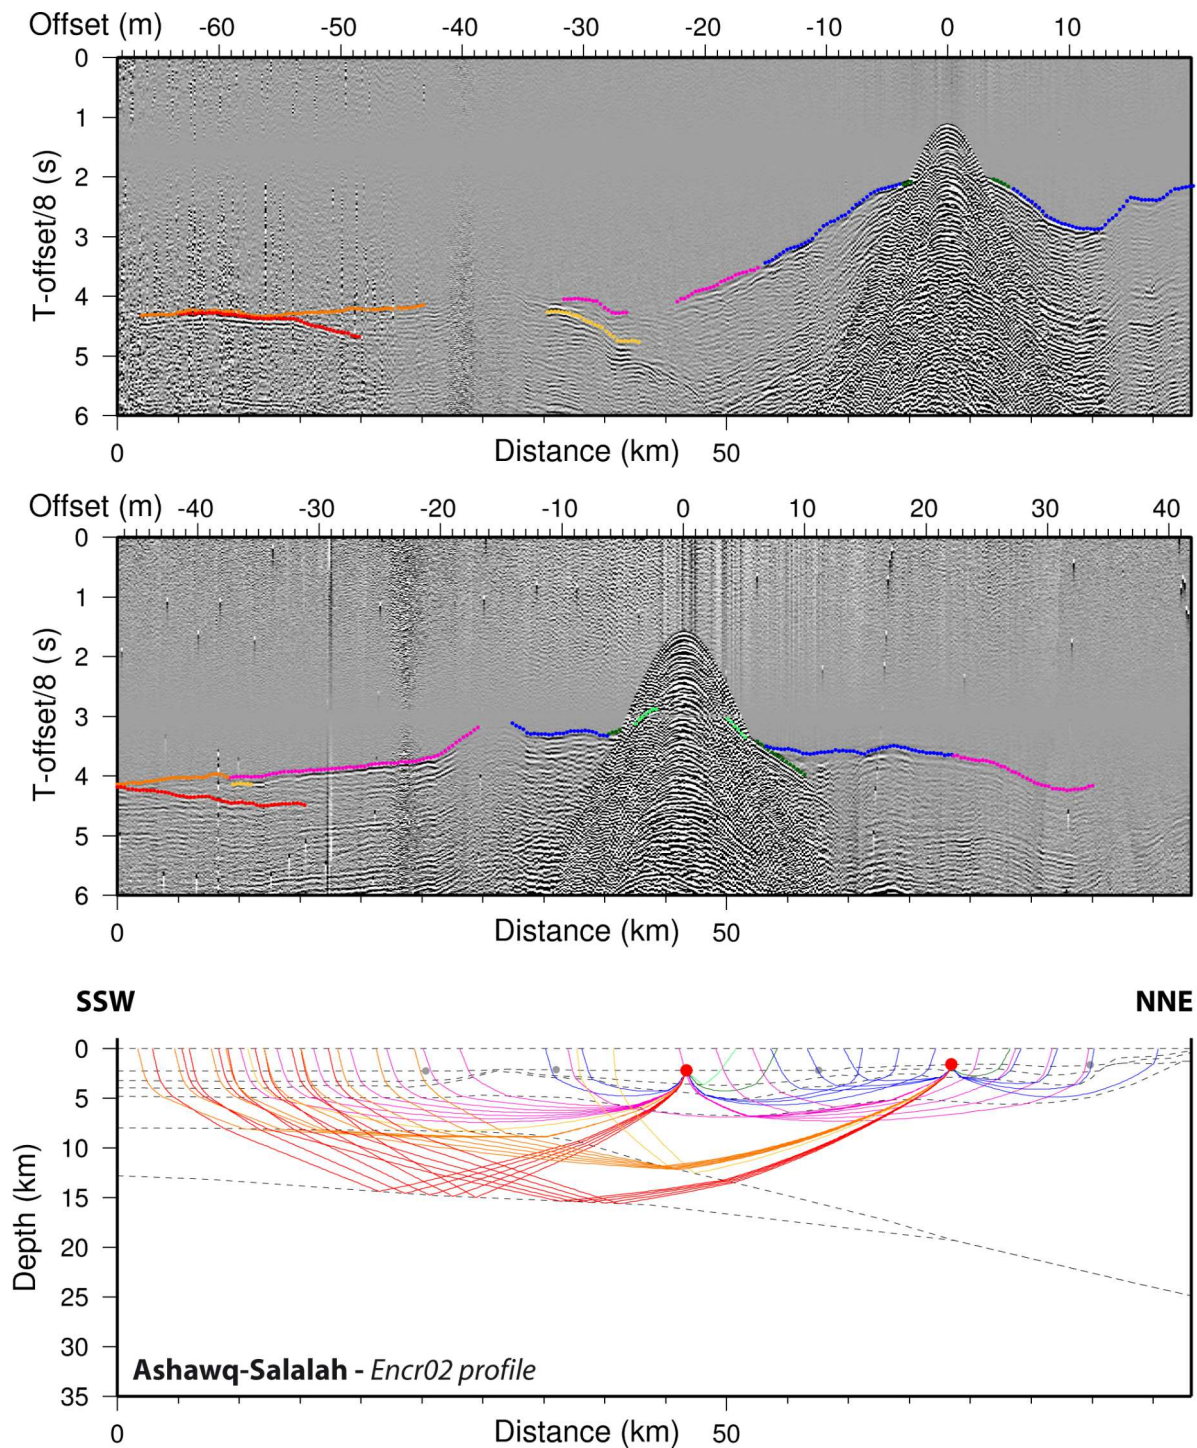 Offset (m) -60 -50 -40 -30 -20 -10 0 10
0
1
2
3
4
5
6
T-offset/8 (s)
0 Distance (km) 50
Offset (m) -40 -30 -20 -10 0 10 20 30 40
0
1
2
3
4
5
6
T-offset/8 (s)
0 Distance (km) 50
SSW NNE
0
5
10
15
20
25
30
35
Depth (km)
Ashawq-Salalah - Encr02 profile
0 Distance (km) 50